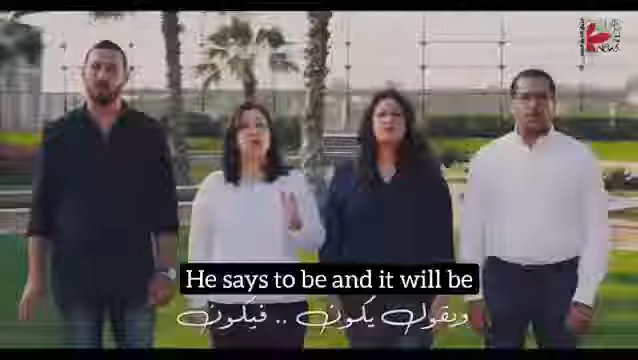 He says to be and it will be
ويقول يكون .. فيكون